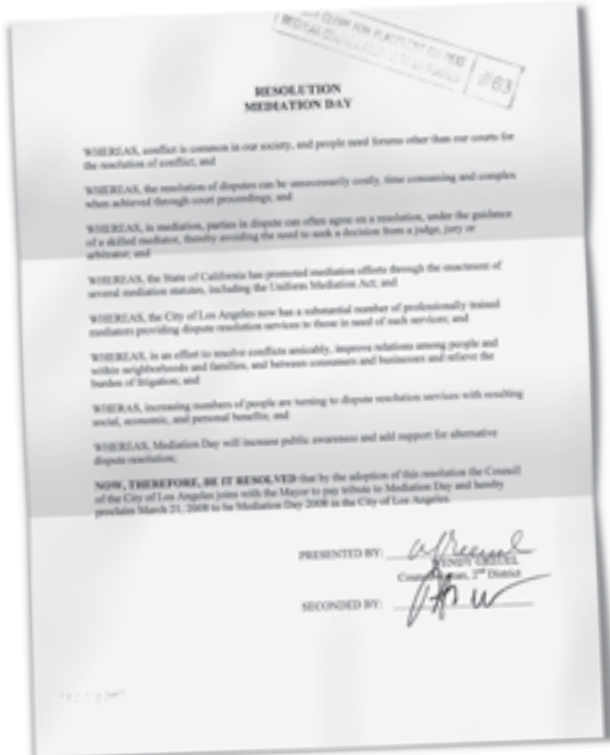 CLERK FOR PLACEMENT ON NEXT
#63
RESOLUTION
MEDIATION DAY
WHEREAS, conflict is common in our society, and people need forums other than our courts for
the resolution of conflict; and
WHEREAS, the resolution of disputes can be unnecessarily costly, time consuming and complex
when achieved through court proceedings; and
WHEREAS, in mediation, parties in dispute can often agree on a resolution, under the guidance
of a skilled mediator, thereby avoiding the need to seek a decision from a judge, jury or
arbitrator; and
WHEREAS, the State of California has promoted mediation efforts through the enactment of
several mediation statutes, including the Uniform Mediation Act; and
WHEREAS, the City of Los Angeles now has a substantial number of professionally trained
mediators providing dispute resolution services to those in need of such services; and
WHEREAS, in an effort to resolve conflicts amicably, improve relations among people and
within neighborhoods and families, and between consumers and businesses and relieve the
burden of litigation; and
WHERAS, increasing numbers of people are turning to dispute resolution services with resulting
social, economic, and personal benefits; and
WHEREAS, Mediation Day will increase public awareness and add support for alternative
dispute resolution;
NOW, THEREFORE, BE IT RESOLVED that by the adoption of this resolution the Council
of the City of Los Angeles joins with the Mayor to pay tribute to Mediation Day and hereby
proclaim March 21, 2008 to be Mediation Day 2008 in the City of Los Angeles.
PRESENTED BY:
WENDY GREUEL
2nd District
SECONDED BY: